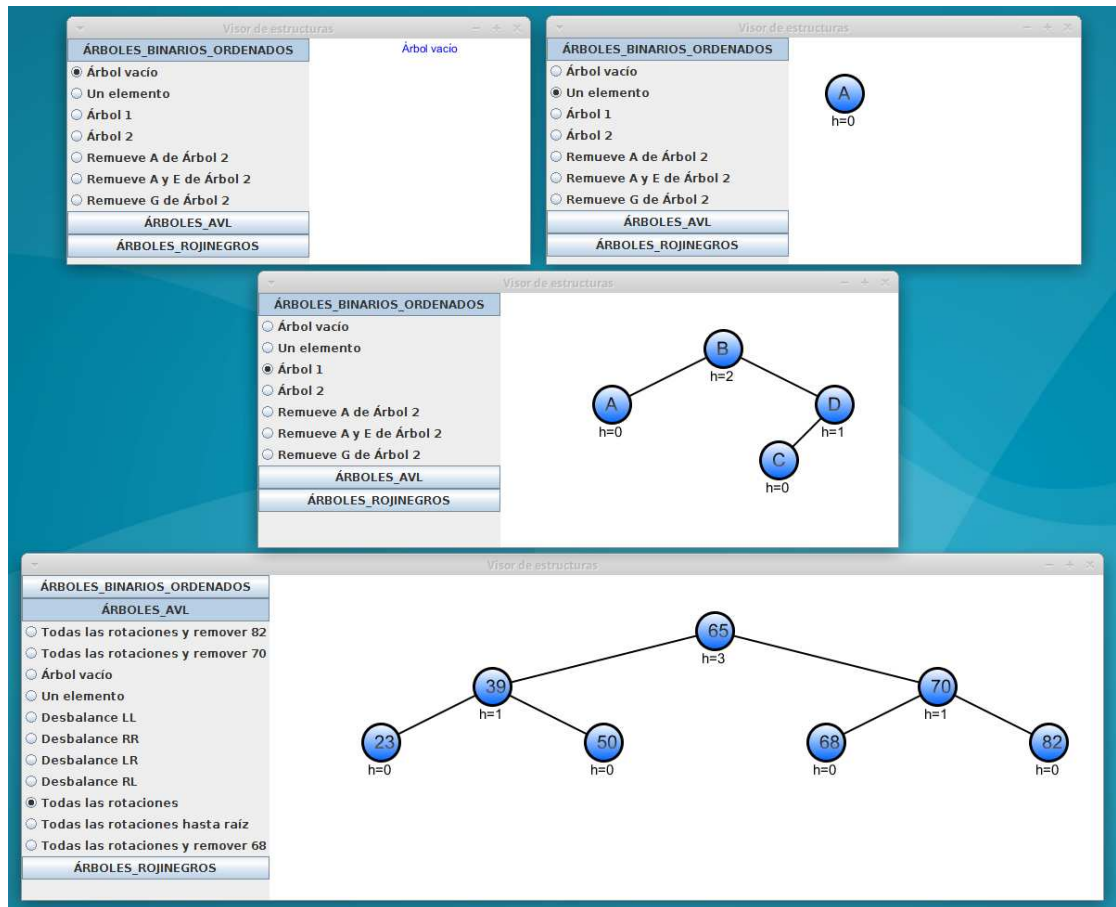 Visor de estructuras
ÁRBOLES_BINARIOS_ORDENADOS
Árbol vacío
Un elemento
Árbol 1
Árbol 2
Remueve A de Árbol 2
Remueve A y E de Árbol 2
Remueve G de Árbol 2
ÁRBOLES_AVL
ÁRBOLES_ROJINEGROS
Árbol vacío
Visor de estructuras
ÁRBOLES_BINARIOS_ORDENADOS
Árbol vacío
Un elemento
Árbol 1
Árbol 2
Remueve A de Árbol 2
Remueve A y E de Árbol 2
Remueve G de Árbol 2
ÁRBOLES_AVL
ÁRBOLES_ROJINEGROS
A
h=0
Visor de estructuras
ÁRBOLES_BINARIOS_ORDENADOS
Árbol vacío
Un elemento
Árbol 1
Árbol 2
Remueve A de Árbol 2
Remueve A y E de Árbol 2
Remueve G de Árbol 2
ÁRBOLES_AVL
ÁRBOLES_ROJINEGROS
B
h=2
A D
h=0 h=1
C
h=0
Visor de estructuras
ÁRBOLES_BINARIOS_ORDENADOS
ÁRBOLES_AVL
Todas las rotaciones y remover 82
Todas las rotaciones y remover 70
Árbol vacío
Un elemento
Desbalance LL
Desbalance RR
Desbalance LR
Desbalance RL
Todas las rotaciones
Todas las rotaciones hasta raíz
Todas las rotaciones y remover 68
ÁRBOLES_ROJINEGROS
65
h=3
39 70
h=1 h=1
23 50 68 82
h=0 h=0 h=0 h=0